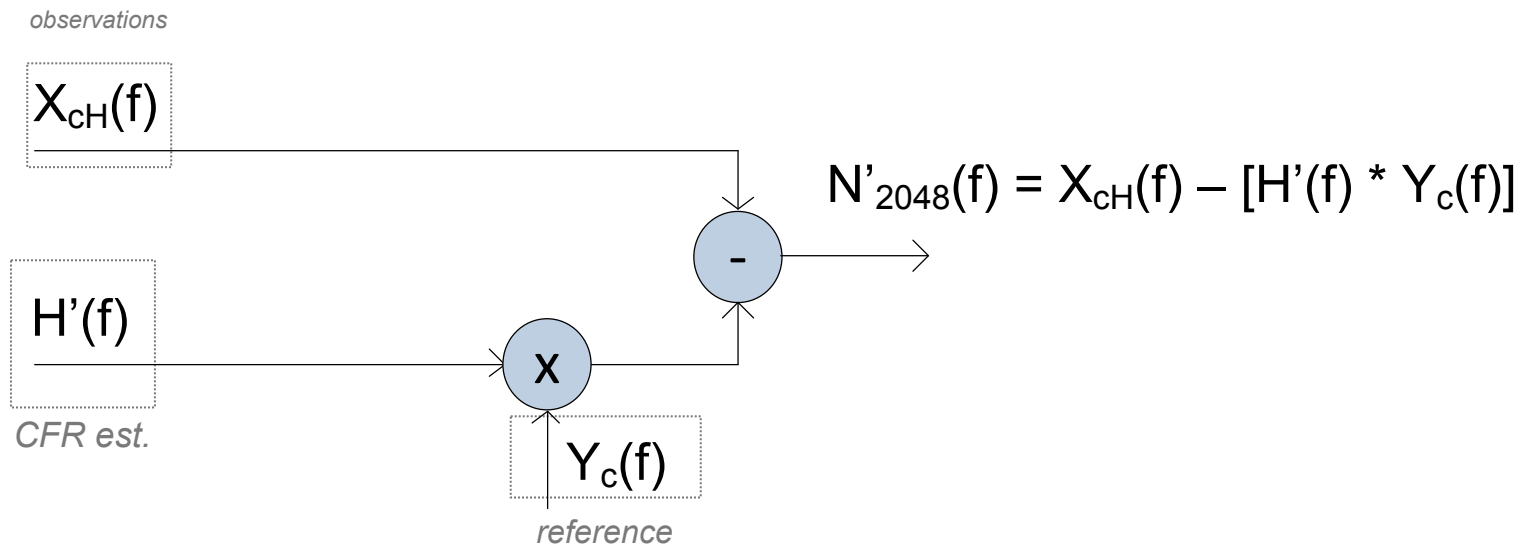 observations
XcH(f)
N’2048(f) = XcH(f) – [H’(f) * Yc(f)]
-
H’(f)
x
CFR est.
Yc(f)
reference